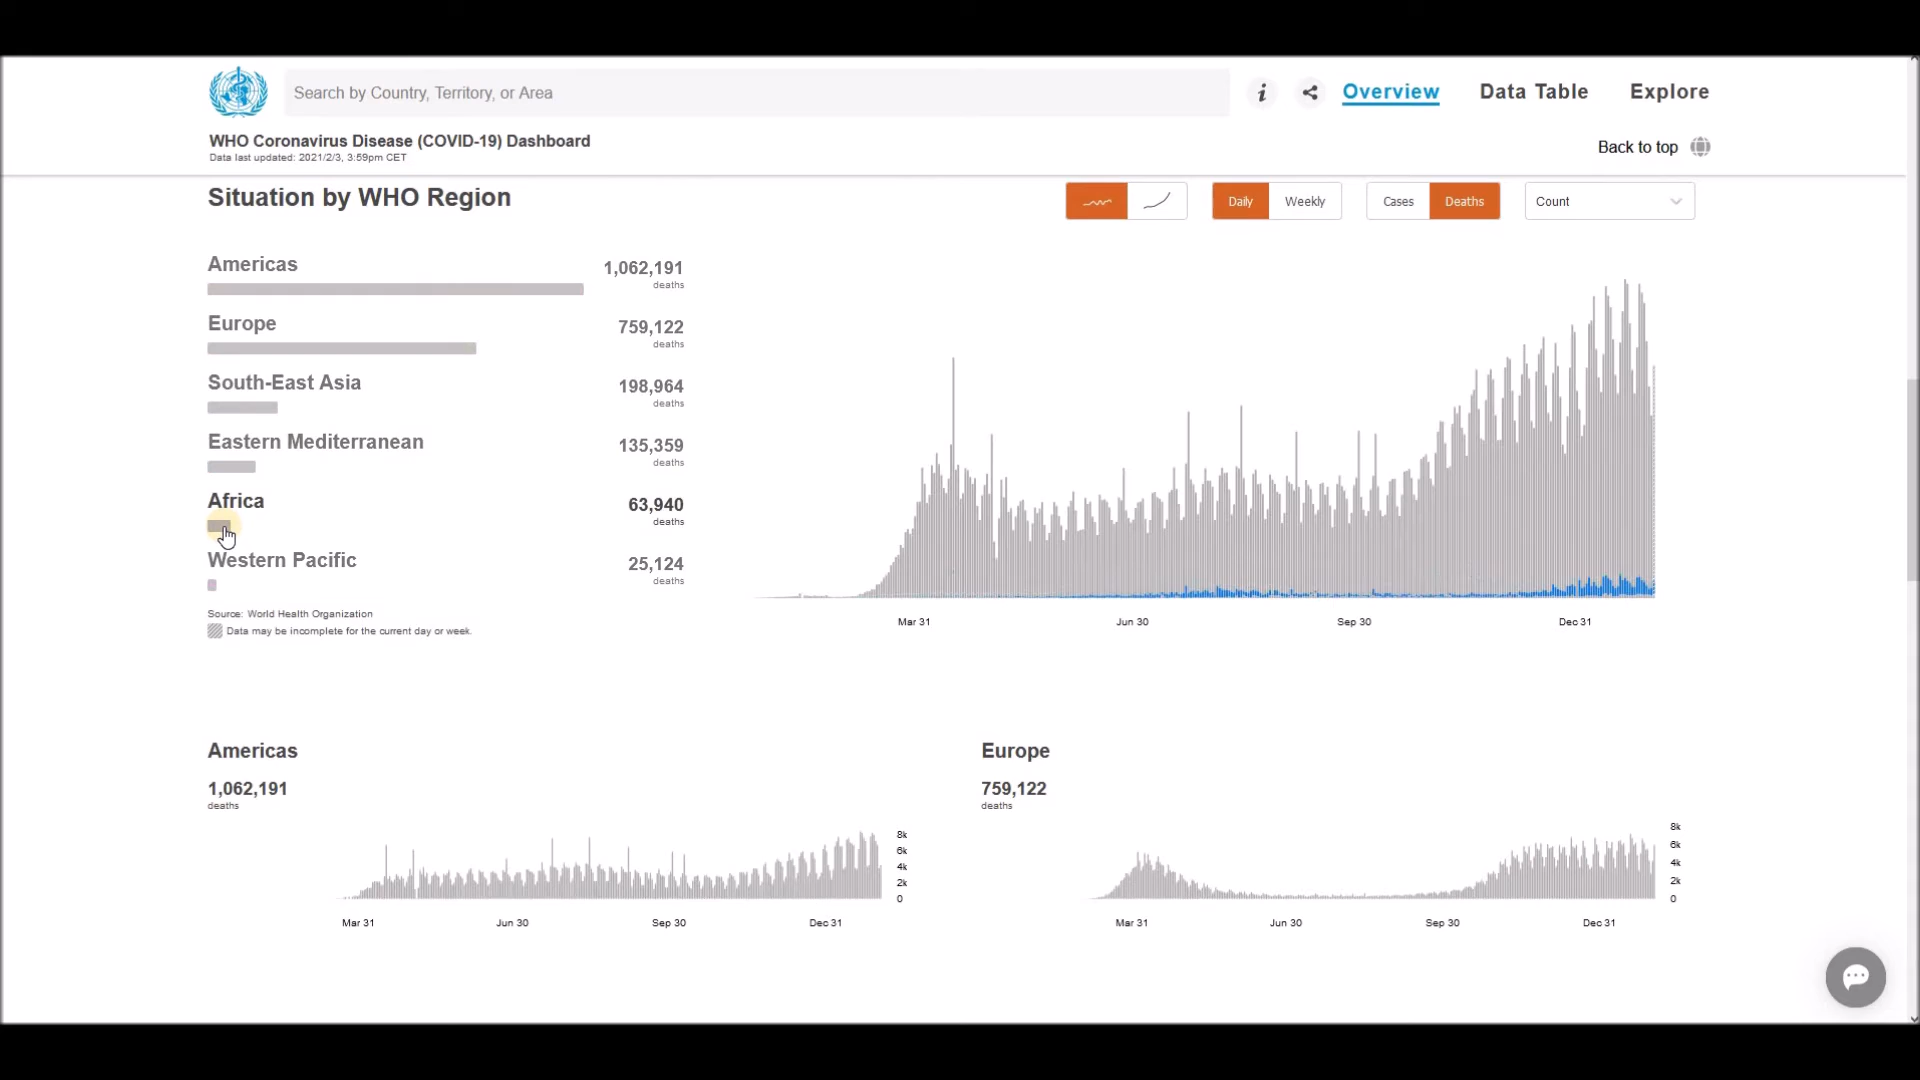 Search by Country, Territory, or Area
i
Overview
Data Table
Explore
WHO Coronavirus Disease (COVID-19) Dashboard
Data last updated: 2021/2/3, 3:59pm CET
Back to top
Situation by WHO Region
Daily
Weekly
Cases
Deaths
Count
Americas
1,062,191
deaths
Europe
759,122
deaths
South-East Asia
198,964
deaths
Eastern Mediterranean
135,359
deaths
Africa
63,940
deaths
Western Pacific
25,124
deaths
Source: World Health Organization
Data may be incomplete for the current day or week.
Mar 31
Jun 30
Sep 30
Dec 31
Americas
1,062,191
deaths
8k
6k
4k
2k
0
Mar 31
Jun 30
Sep 30
Dec 31
Europe
759,122
deaths
8k
6k
4k
2k
0
Mar 31
Jun 30
Sep 30
Dec 31